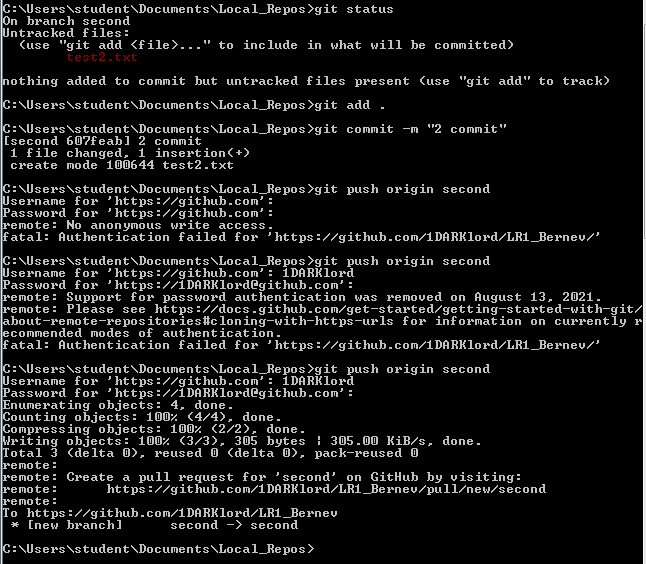 C:\Users\student\Documents\Local_Repos>git status
On branch second
Untracked files:
  (use "git add <file>..." to include in what will be committed)
        test2.txt
nothing added to commit but untracked files present (use "git add" to track)
C:\Users\student\Documents\Local_Repos>git add .
C:\Users\student\Documents\Local_Repos>git commit -m "2 commit"
[second 607feab] 2 commit
 1 file changed, 1 insertion(+)
 create mode 100644 test2.txt
C:\Users\student\Documents\Local_Repos>git push origin second
Username for 'https://github.com':
Password for 'https://github.com':
remote: No anonymous write access.
fatal: Authentication failed for 'https://github.com/1DARKlord/LR1_Bernev/'
C:\Users\student\Documents\Local_Repos>git push origin second
Username for 'https://github.com': 1DARKlord
Password for 'https://1DARKlord@github.com':
remote: Support for password authentication was removed on August 13, 2021.
remote: Please see https://docs.github.com/get-started/getting-started-with-git/
about-remote-repositories#cloning-with-https-urls for information on currently r
ecommended modes of authentication.
fatal: Authentication failed for 'https://github.com/1DARKlord/LR1_Bernev/'
C:\Users\student\Documents\Local_Repos>git push origin second
Username for 'https://github.com': 1DARKlord
Password for 'https://1DARKlord@github.com':
Enumerating objects: 4, done.
Counting objects: 100% (4/4), done.
Compressing objects: 100% (2/2), done.
Writing objects: 100% (3/3), 305 bytes ¦ 305.00 KiB/s, done.
Total 3 (delta 0), reused 0 (delta 0), pack-reused 0
remote:
remote: Create a pull request for 'second' on GitHub by visiting:
remote:      https://github.com/1DARKlord/LR1_Bernev/pull/new/second
remote:
To https://github.com/1DARKlord/LR1_Bernev
 * [new branch]      second -> second
C:\Users\student\Documents\Local_Repos>